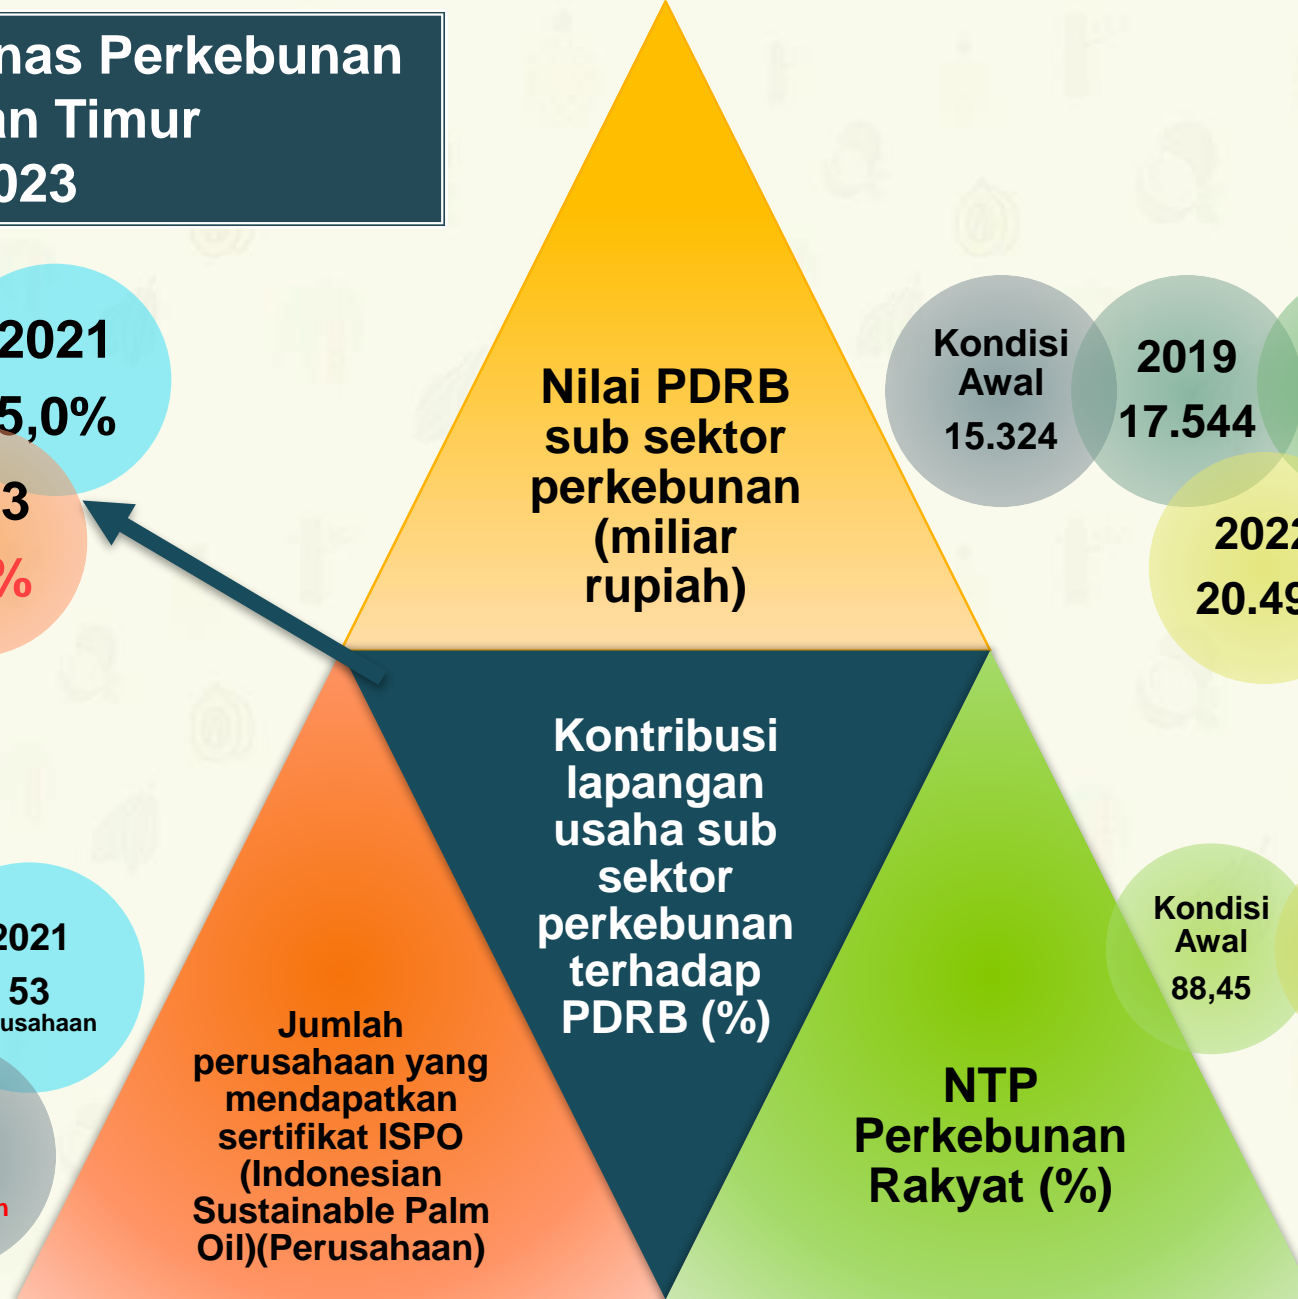 nas Perkebunan
an Timur
023
2021
5,0%
3
%
Nilai PDRB
sub sektor
perkebunan
(miliar
rupiah)
Kondisi
Awal
15.324
2019
17.544
2022
20.49
Kontribusi
lapangan
usaha sub
sektor
perkebunan
terhadap
PDRB (%)
2021
53
usahaan
n
Jumlah
perusahaan yang
mendapatkan
sertifikat ISPO
(Indonesian
Sustainable Palm
Oil)(Perusahaan)
Kondisi
Awal
88,45
NTP
Perkebunan
Rakyat (%)